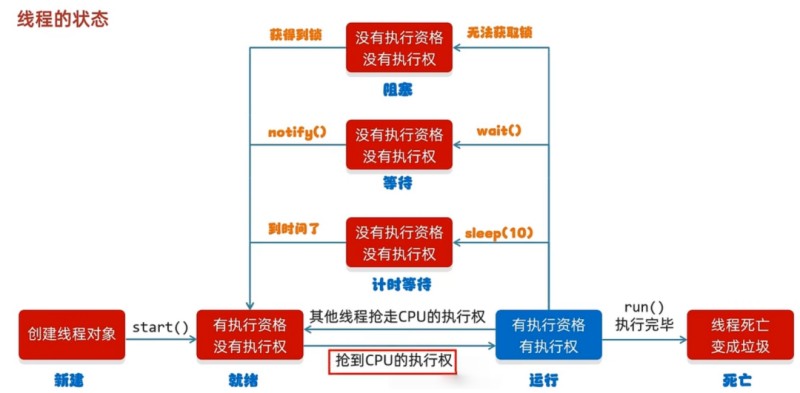 线程的状态
获得到锁
没有执行资格
没有执行权
无法获取锁
阻塞
notify()
没有执行资格
没有执行权
wait()
等待
到时间了
没有执行资格
没有执行权
sleep(10)
计时等待
创建线程对象
start()
有执行资格
没有执行权
其他线程抢走CPU的执行权
抢到CPU的执行权
有执行资格
有执行权
run()
执行完毕
线程死亡
变成垃圾
新建
就绪
运行
死亡